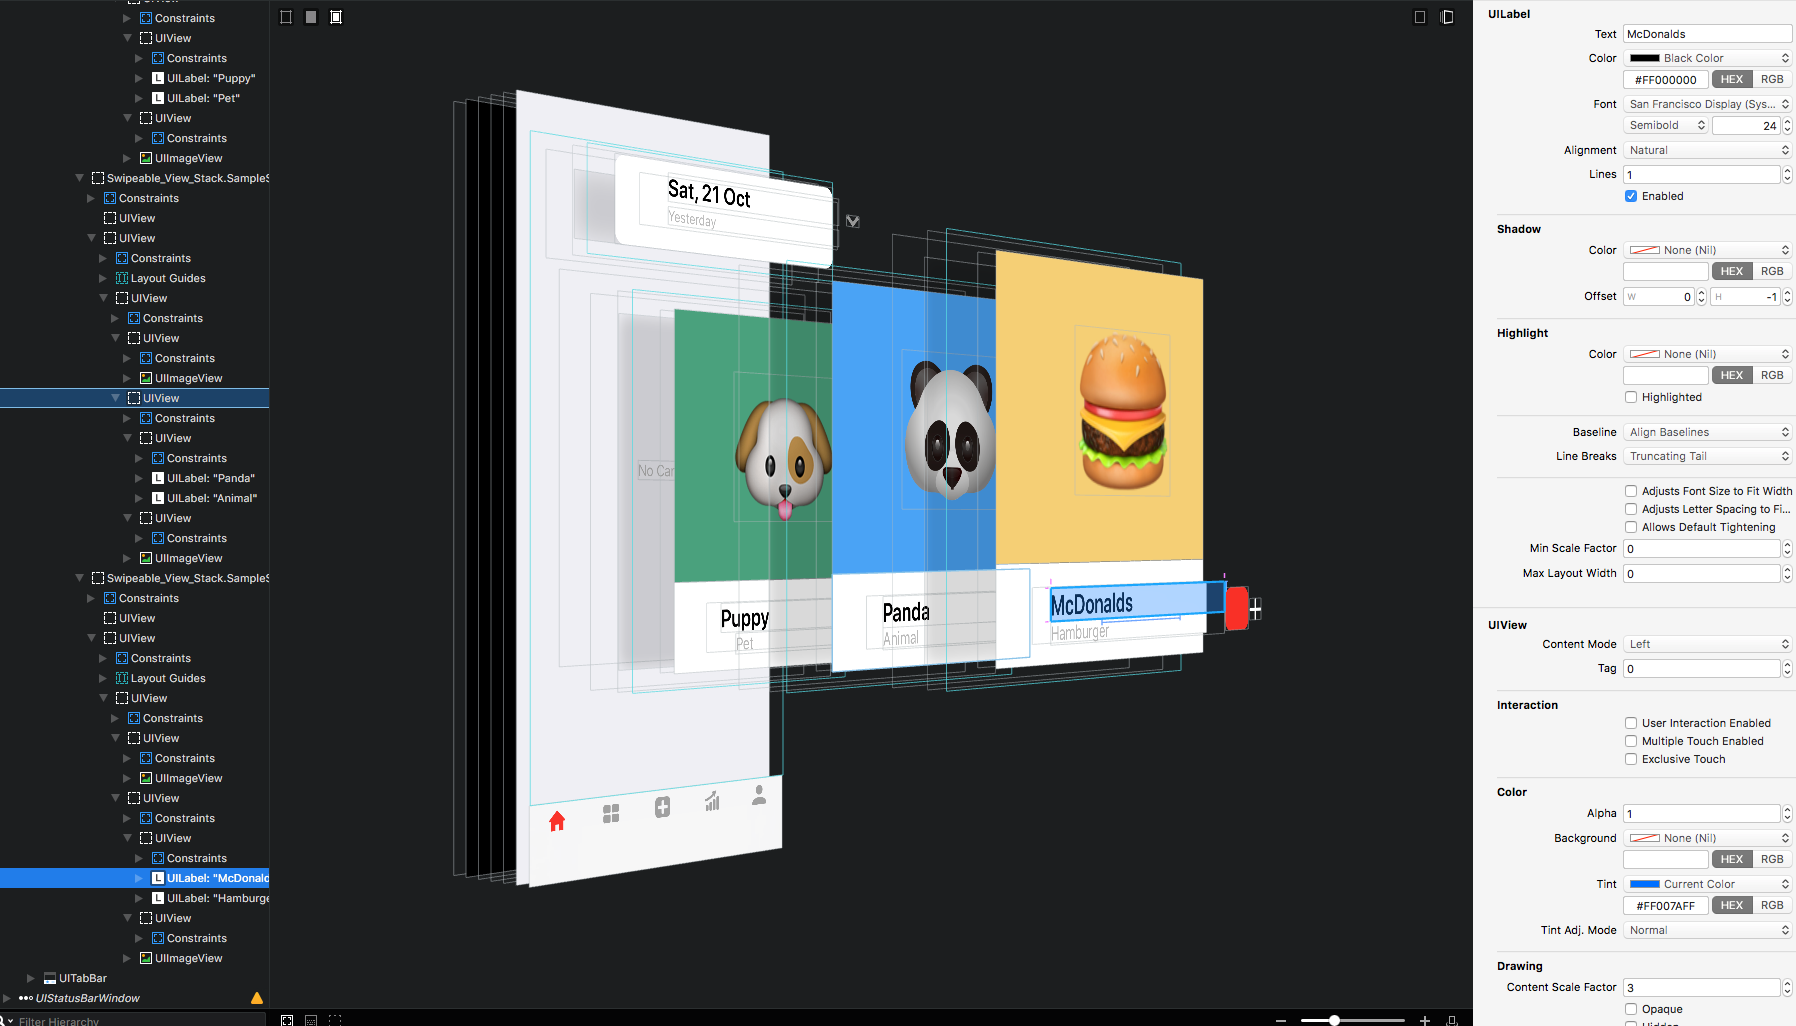 UIView
Constraints
UIView
Constraints
UILabel: "Puppy"
UILabel: "Pet"
UIView
Constraints
UIImageView
Swipeable_View_Stack.SampleS
Constraints
UIView
UIView
Constraints
Layout Guides
UIView
Constraints
UIView
Constraints
UIImageView
UIView
Constraints
UIView
Constraints
UILabel: "Panda"
UILabel: "Animal"
UIView
Constraints
UIImageView
Swipeable_View_Stack.SampleS
Constraints
UIView
UIView
Constraints
Layout Guides
UIView
Constraints
UIView
Constraints
UIImageView
UIView
Constraints
UIView
Constraints
UILabel: "McDonald
UILabel: "Hamburge
UIView
Constraints
UIImageView
UITabBar
UIStatusBarWindow
Filter Hierarchy
Sat, 21 Oct
Yesterday
No Car
Puppy
Pet
Panda
Animal
McDonalds
Hamburger
UILabel
Text McDonalds
Color Black Color
#FF000000 HEX RGB
Font San Francisco Display (Sys...
Semibold 24
Alignment Natural
Lines 1
Enabled
Shadow
Color None (Nil)
HEX RGB
Offset W 0 H -1
Highlight
Color None (Nil)
HEX RGB
Highlighted
Baseline Align Baselines
Line Breaks Truncating Tail
Adjusts Font Size to Fit Width
Adjusts Letter Spacing to Fi...
Allows Default Tightening
Min Scale Factor 0
Max Layout Width 0
UIView
Content Mode Left
Tag 0
Interaction
User Interaction Enabled
Multiple Touch Enabled
Exclusive Touch
Color
Alpha 1
Background None (Nil)
HEX RGB
Tint Current Color
#FF007AFF HEX RGB
Tint Adj. Mode Normal
Drawing
Content Scale Factor 3
Opaque